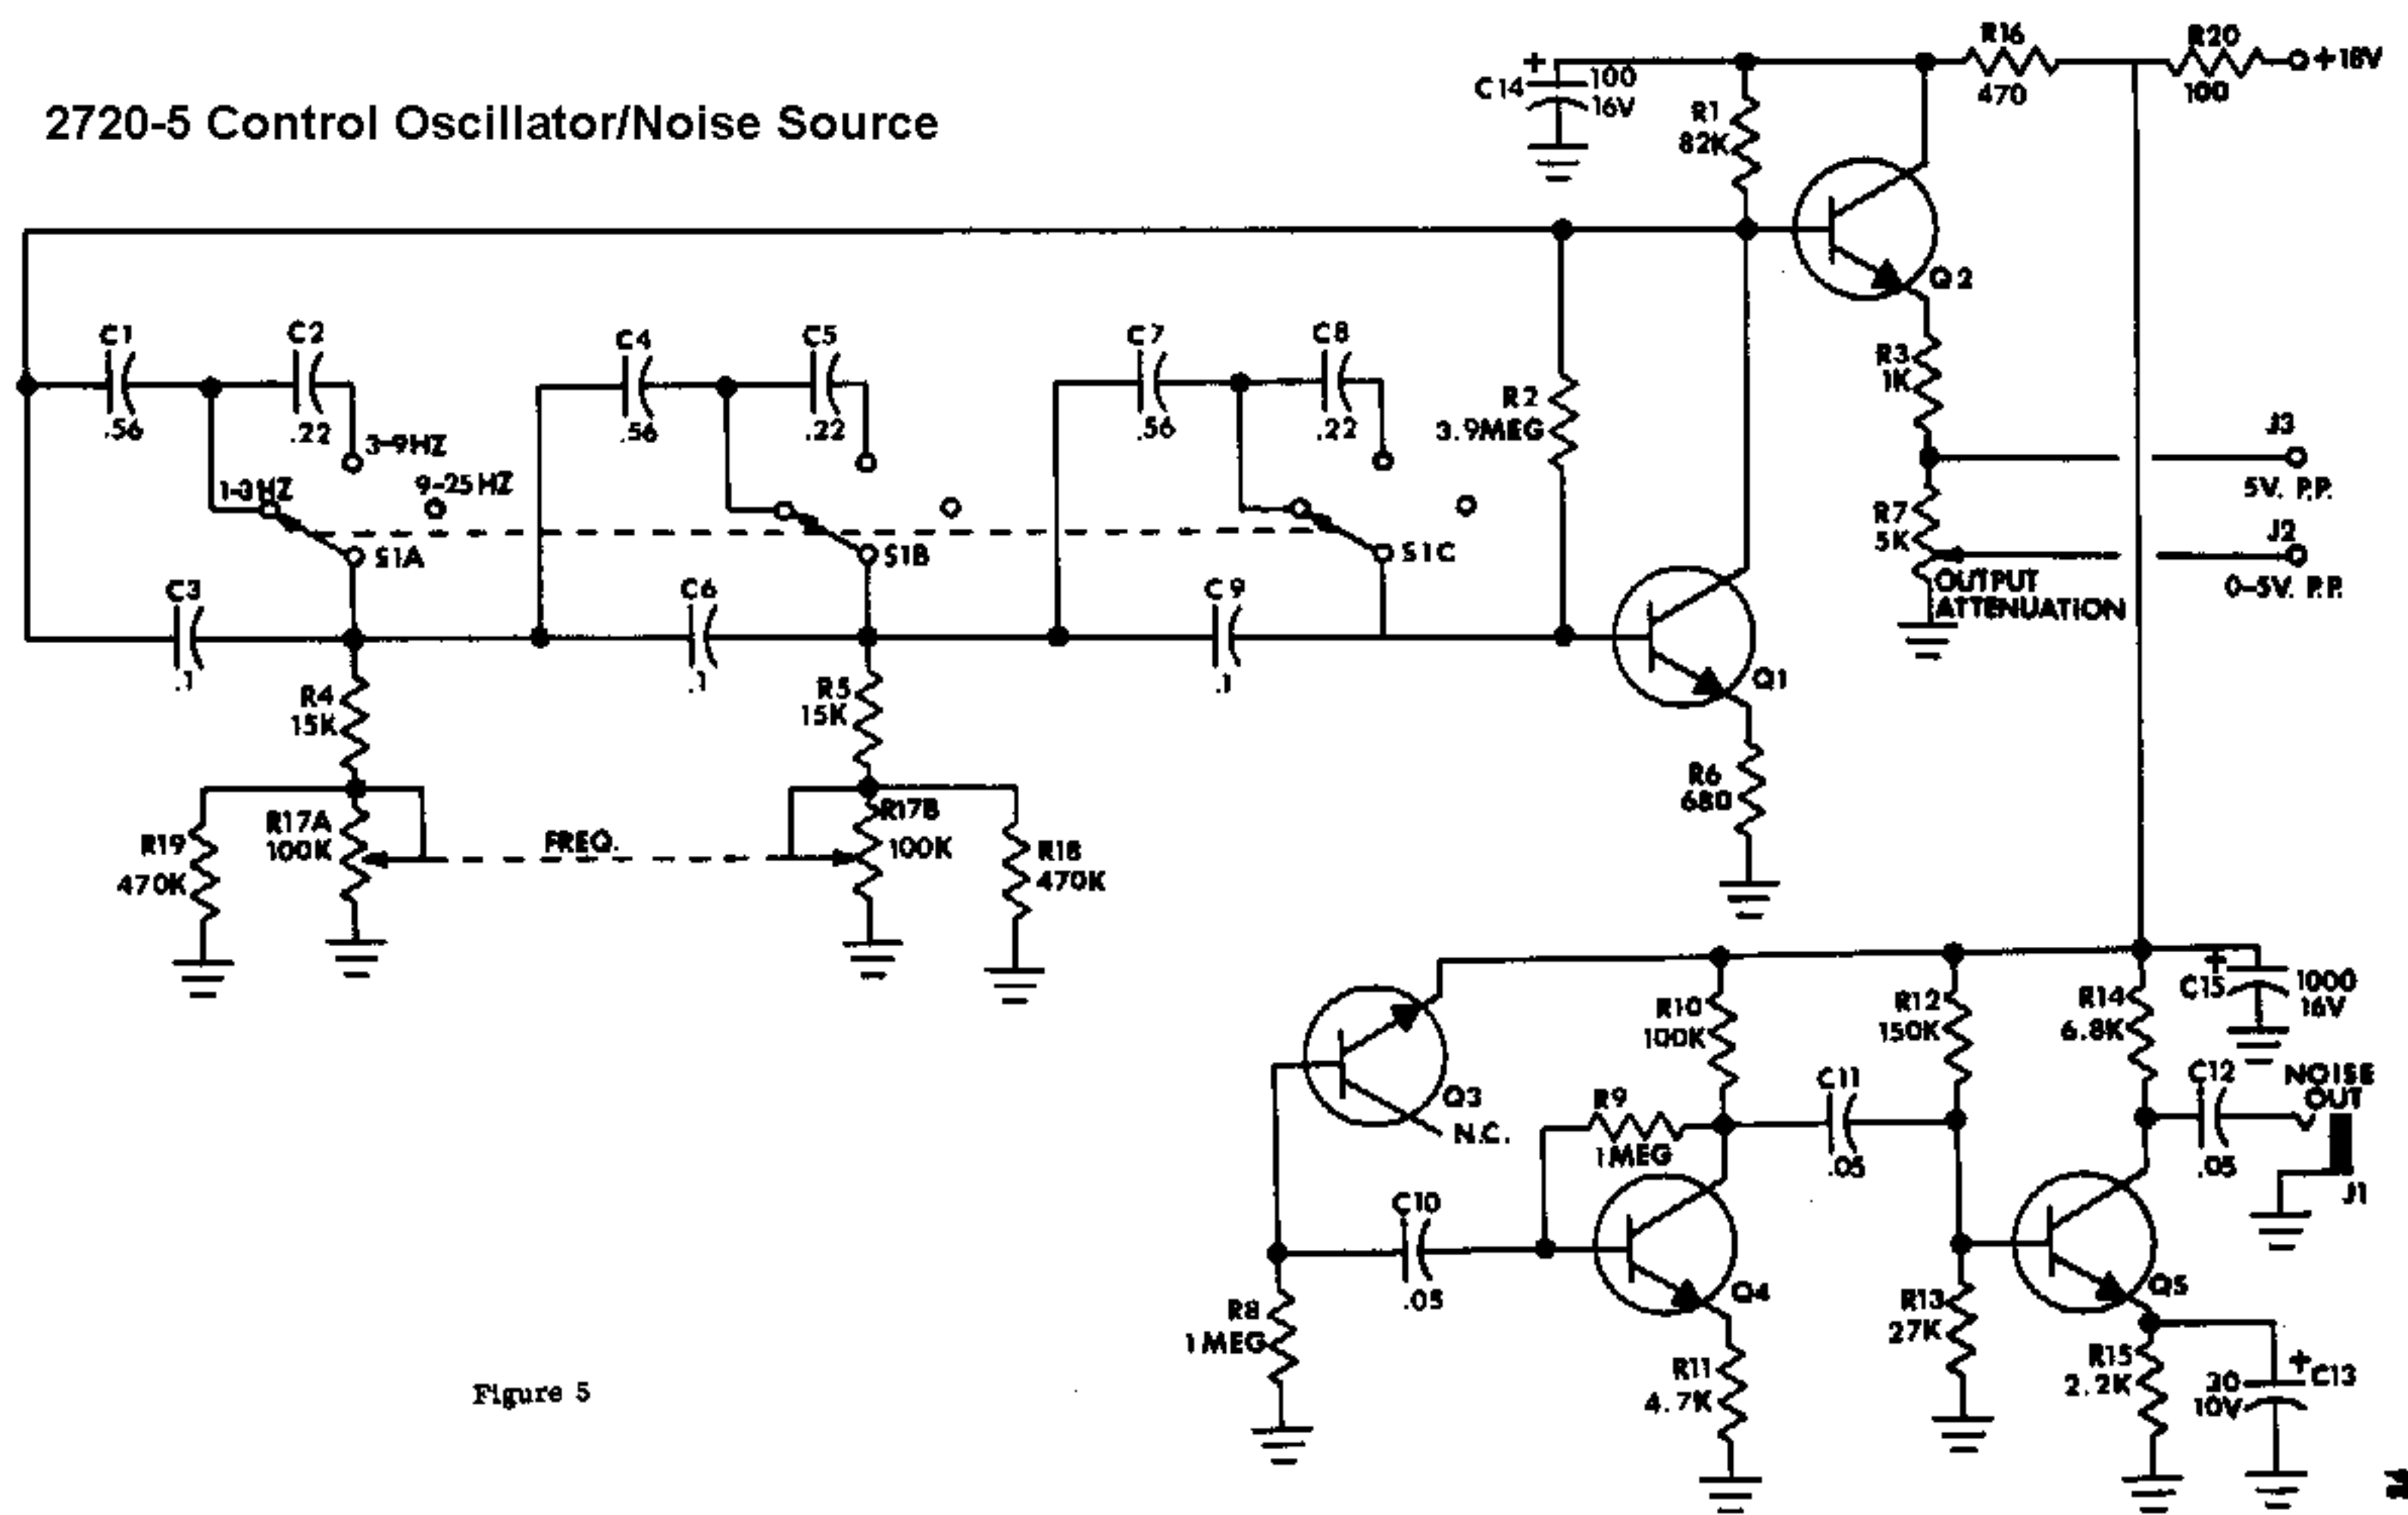 2720-5 Control Oscillator/Noise Source
R16
470
R20
100
+18V
C14
+
100
16V
R1
82K
Q2
R3
1K
J3
5V. P.P.
R7
5K
J2
0-5V. P.P.
OUTPUT
ATTENUATION
C1
.56
C2
.22
3-9HZ
1-3HZ
9-25HZ
S1A
C3
.1
C4
.56
C5
.22
S1B
C6
.1
C7
.56
C8
.22
S1C
C9
.1
R2
3.9MEG
Q1
R6
680
R4
15K
R5
15K
R19
470K
R17A
100K
FREQ.
R17B
100K
R18
470K
Q3
N.C.
R10
100K
R9
1MEG
C10
.05
R8
1MEG
Q4
R11
4.7K
C11
.05
R12
150K
R13
27K
R14
6.8K
+
C15
1000
16V
C12
.05
NOISE
OUT
J1
Q5
R15
2.2K
30
10V
+
C13
Figure 5